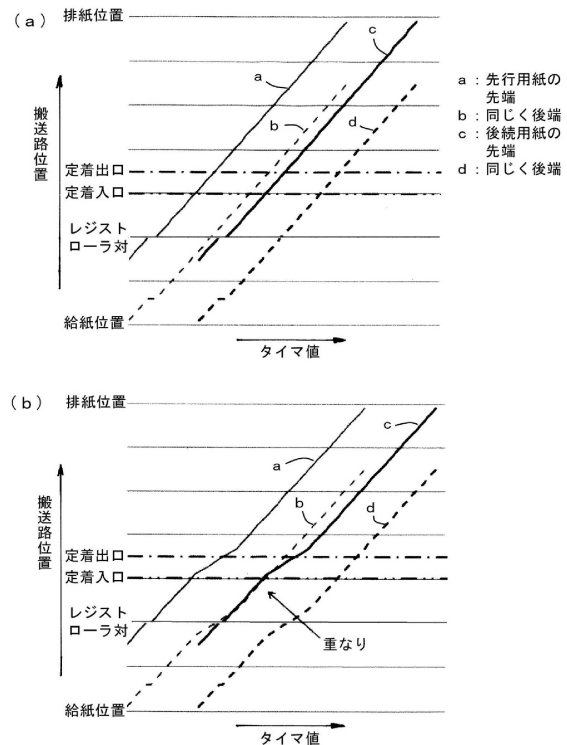 (a)
排紙位置
搬送路位置
定着出口
定着入口
レジスト
ローラ対
給紙位置
タイマ値
a
b
c
d
a:先行用紙の
先端
b:同じく後端
c:後続用紙の
先端
d:同じく後端
(b)
排紙位置
搬送路位置
定着出口
定着入口
レジスト
ローラ対
給紙位置
タイマ値
a
b
c
d
重なり